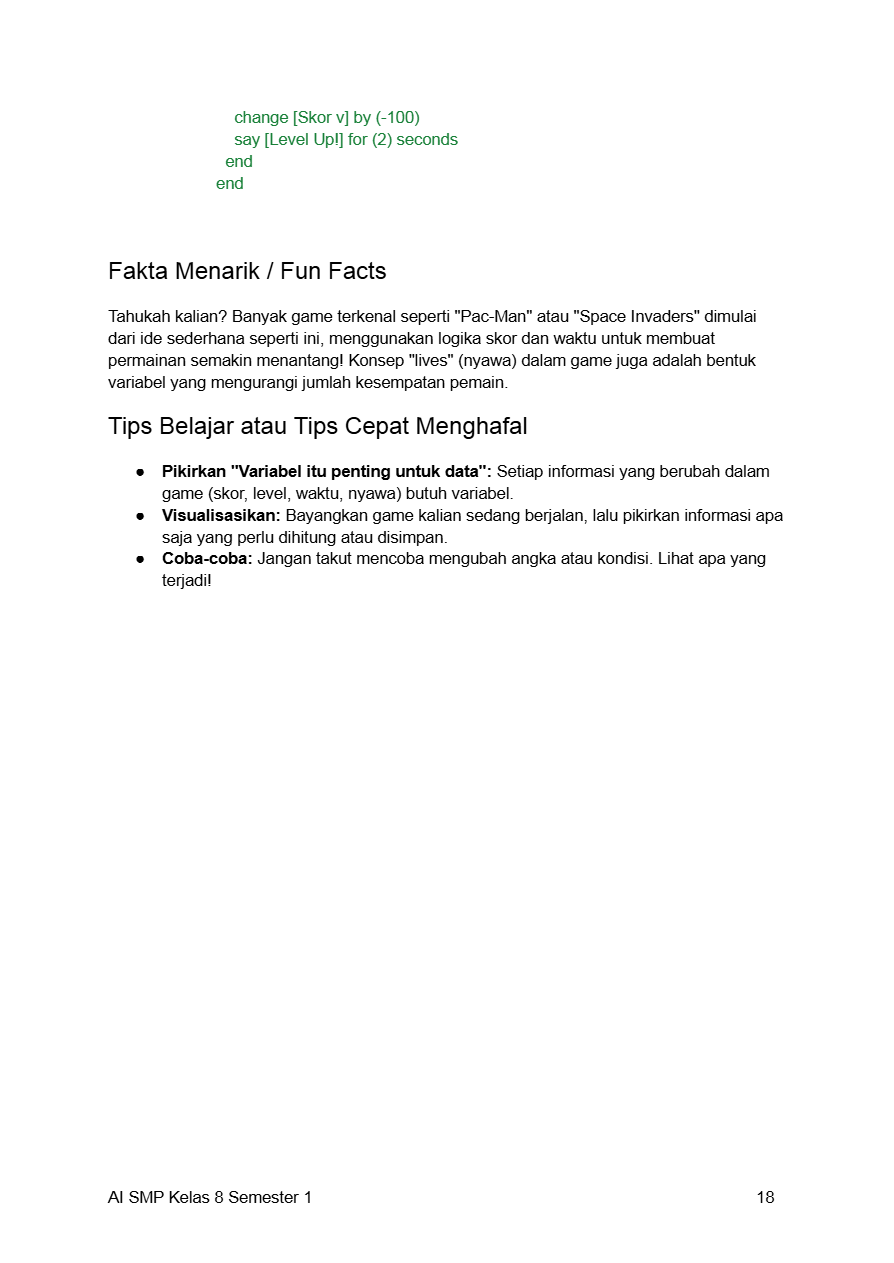 change [Skor v] by (-100)
say [Level Up!] for (2) seconds
end
end
Fakta Menarik / Fun Facts
Tahukah kalian? Banyak game terkenal seperti "Pac-Man" atau "Space Invaders" dimulai
dari ide sederhana seperti ini, menggunakan logika skor dan waktu untuk membuat
permainan semakin menantang! Konsep "lives" (nyawa) dalam game juga adalah bentuk
variabel yang mengurangi jumlah kesempatan pemain.
Tips Belajar atau Tips Cepat Menghafal
● Pikirkan "Variabel itu penting untuk data": Setiap informasi yang berubah dalam
game (skor, level, waktu, nyawa) butuh variabel.
● Visualisasikan: Bayangkan game kalian sedang berjalan, lalu pikirkan informasi apa
saja yang perlu dihitung atau disimpan.
● Coba-coba: Jangan takut mencoba mengubah angka atau kondisi. Lihat apa yang
terjadi!
AI SMP Kelas 8 Semester 1 18